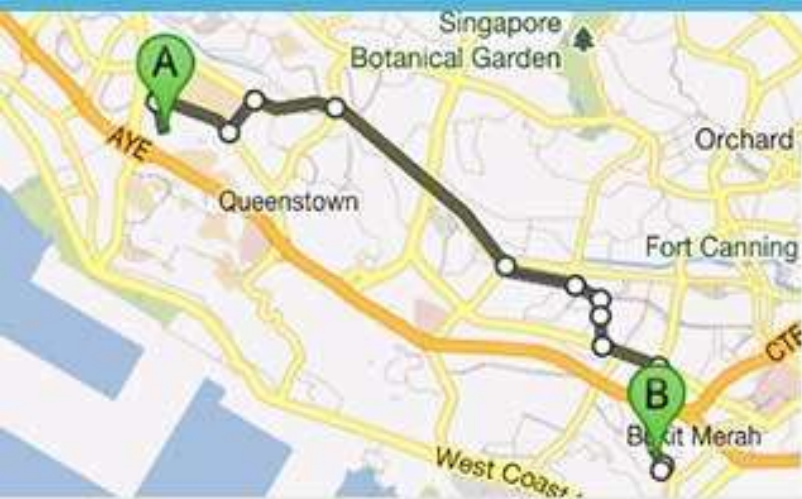 Singapore
Botanical Garden
A
Orchard
AYE
Queenstown
Fort Canning
CTE
B
Bukit Merah
West Coast